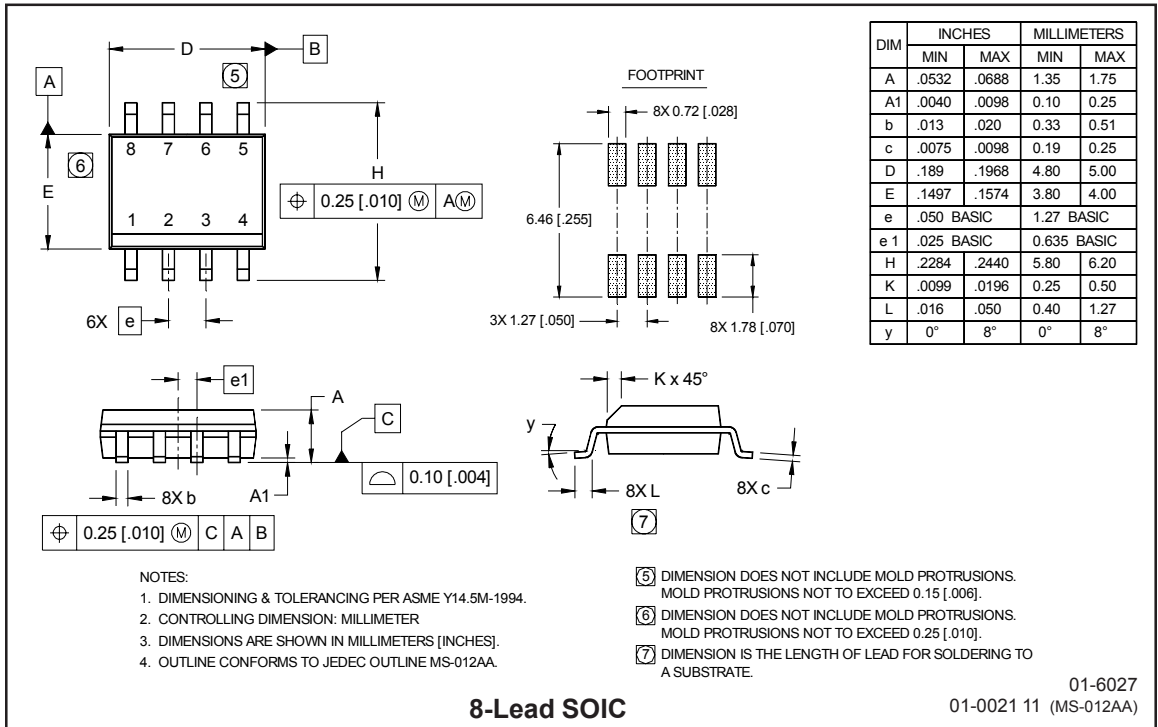 D
B
5
A
8 7 6 5
6
E
H
⌖ 0.25 [.010] Ⓜ AⓂ
1 2 3 4
6X e
FOOTPRINT
8X 0.72 [.028]
6.46 [.255]
3X 1.27 [.050]
8X 1.78 [.070]
DIM INCHES MILLIMETERS
MIN MAX MIN MAX
A .0532 .0688 1.35 1.75
A1 .0040 .0098 0.10 0.25
b .013 .020 0.33 0.51
c .0075 .0098 0.19 0.25
D .189 .1968 4.80 5.00
E .1497 .1574 3.80 4.00
e .050 BASIC 1.27 BASIC
e 1 .025 BASIC 0.635 BASIC
H .2284 .2440 5.80 6.20
K .0099 .0196 0.25 0.50
L .016 .050 0.40 1.27
y 0° 8° 0° 8°
e1
A
C
⌓ 0.10 [.004]
8X b
A1
⌖ 0.25 [.010] Ⓜ C A B
K x 45°
y
8X L
8X c
7
NOTES:
1. DIMENSIONING & TOLERANCING PER ASME Y14.5M-1994.
2. CONTROLLING DIMENSION: MILLIMETER
3. DIMENSIONS ARE SHOWN IN MILLIMETERS [INCHES].
4. OUTLINE CONFORMS TO JEDEC OUTLINE MS-012AA.
5 DIMENSION DOES NOT INCLUDE MOLD PROTRUSIONS.
MOLD PROTRUSIONS NOT TO EXCEED 0.15 [.006].
6 DIMENSION DOES NOT INCLUDE MOLD PROTRUSIONS.
MOLD PROTRUSIONS NOT TO EXCEED 0.25 [.010].
7 DIMENSION IS THE LENGTH OF LEAD FOR SOLDERING TO
A SUBSTRATE.
8-Lead SOIC
01-6027
01-0021 11 (MS-012AA)